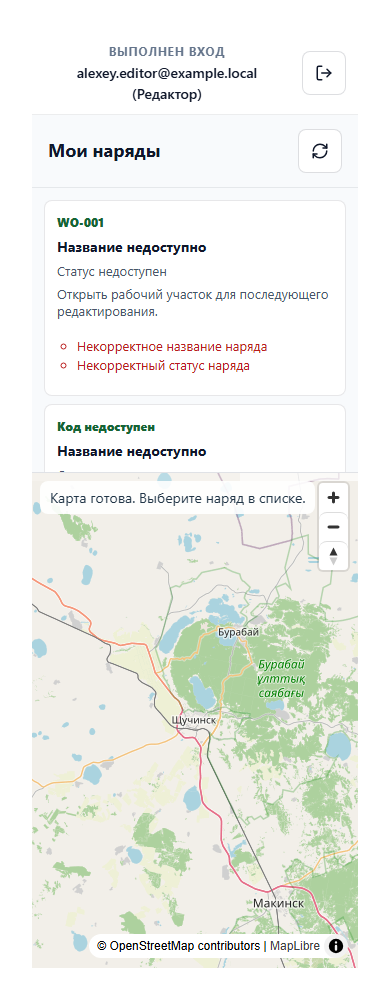 ВЫПОЛНЕН ВХОД
alexey.editor@example.local
(Редактор)
Мои наряды
WO-001
Название недоступно
Статус недоступен
Открыть рабочий участок для последующего
редактирования.
Некорректное название наряда
Некорректный статус наряда
Код недоступен
Название недоступно
Карта готова. Выберите наряд в списке.
Бурабай
Бурабай
ұлттық
саябағы
Щучинск
Макинск
© OpenStreetMap contributors | MapLibre